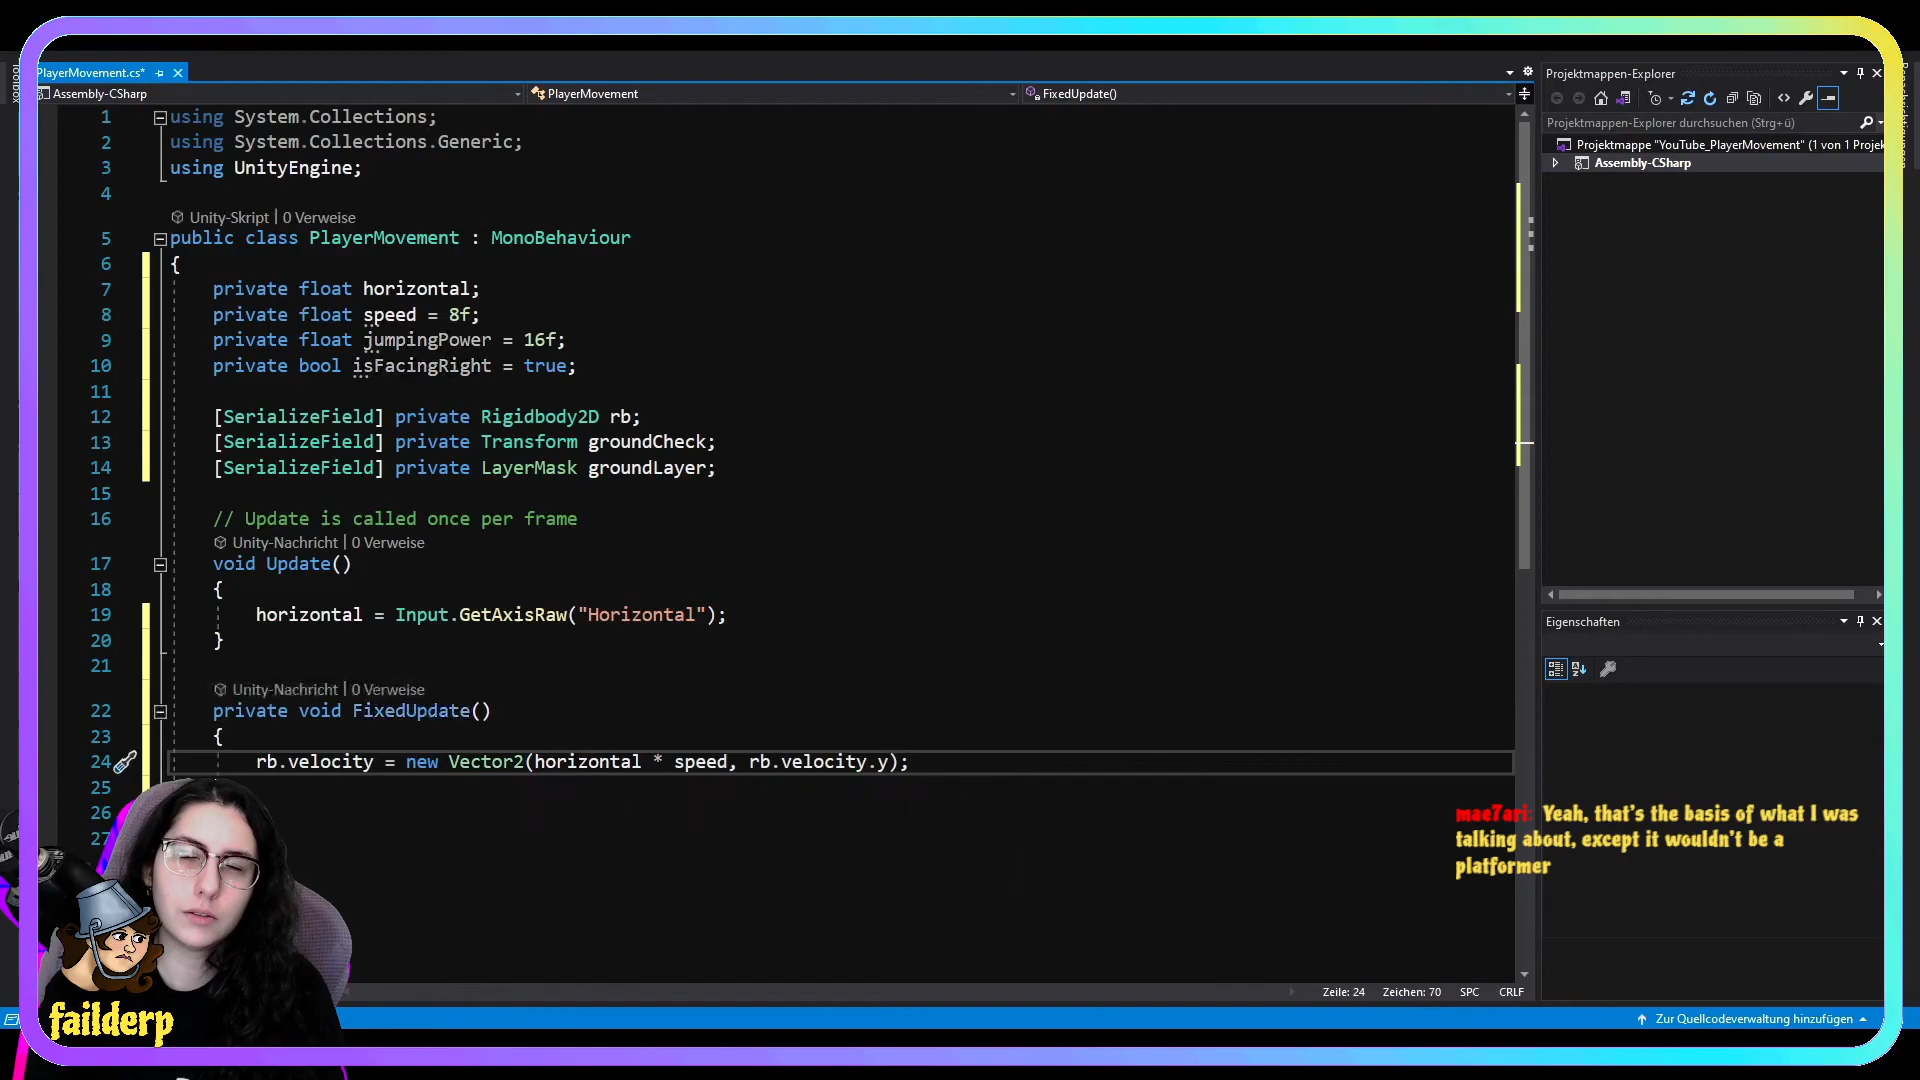 PlayerMovement.cs*
Assembly-CSharp
PlayerMovement
FixedUpdate()
1 using System.Collections;
2 using System.Collections.Generic;
3 using UnityEngine;
4
Unity-Skript | 0 Verweise
5 public class PlayerMovement : MonoBehaviour
6 {
7 private float horizontal;
8 private float speed = 8f;
9 private float jumpingPower = 16f;
10 private bool isFacingRight = true;
11
12 [SerializeField] private Rigidbody2D rb;
13 [SerializeField] private Transform groundCheck;
14 [SerializeField] private LayerMask groundLayer;
15
16 // Update is called once per frame
Unity-Nachricht | 0 Verweise
17 void Update()
18 {
19 horizontal = Input.GetAxisRaw("Horizontal");
20 }
21
Unity-Nachricht | 0 Verweise
22 private void FixedUpdate()
23 {
24 rb.velocity = new Vector2(horizontal * speed, rb.velocity.y);
25
26
27
Projektmappen-Explorer
Projektmappen-Explorer durchsuchen (Strg+ü)
Projektmappe "YouTube_PlayerMovement" (1 von 1 Projek
Assembly-CSharp
Eigenschaften
mae7ari: Yeah, that's the basis of what I was
talking about, except it wouldn't be a
platformer
failderp
Zeile: 24 Zeichen: 70 SPC CRLF
Zur Quellcodeverwaltung hinzufügen